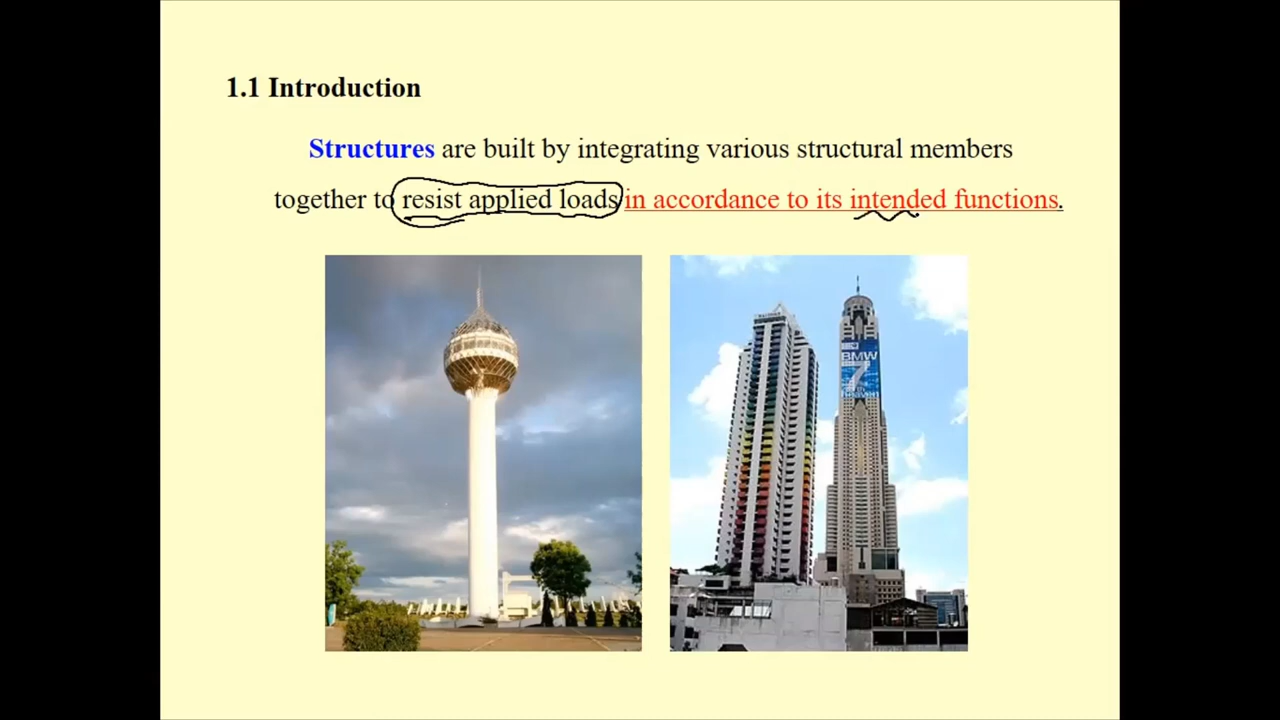 1.1 Introduction
Structures are built by integrating various structural members
together to resist applied loads in accordance to its intended functions.
BMW
7